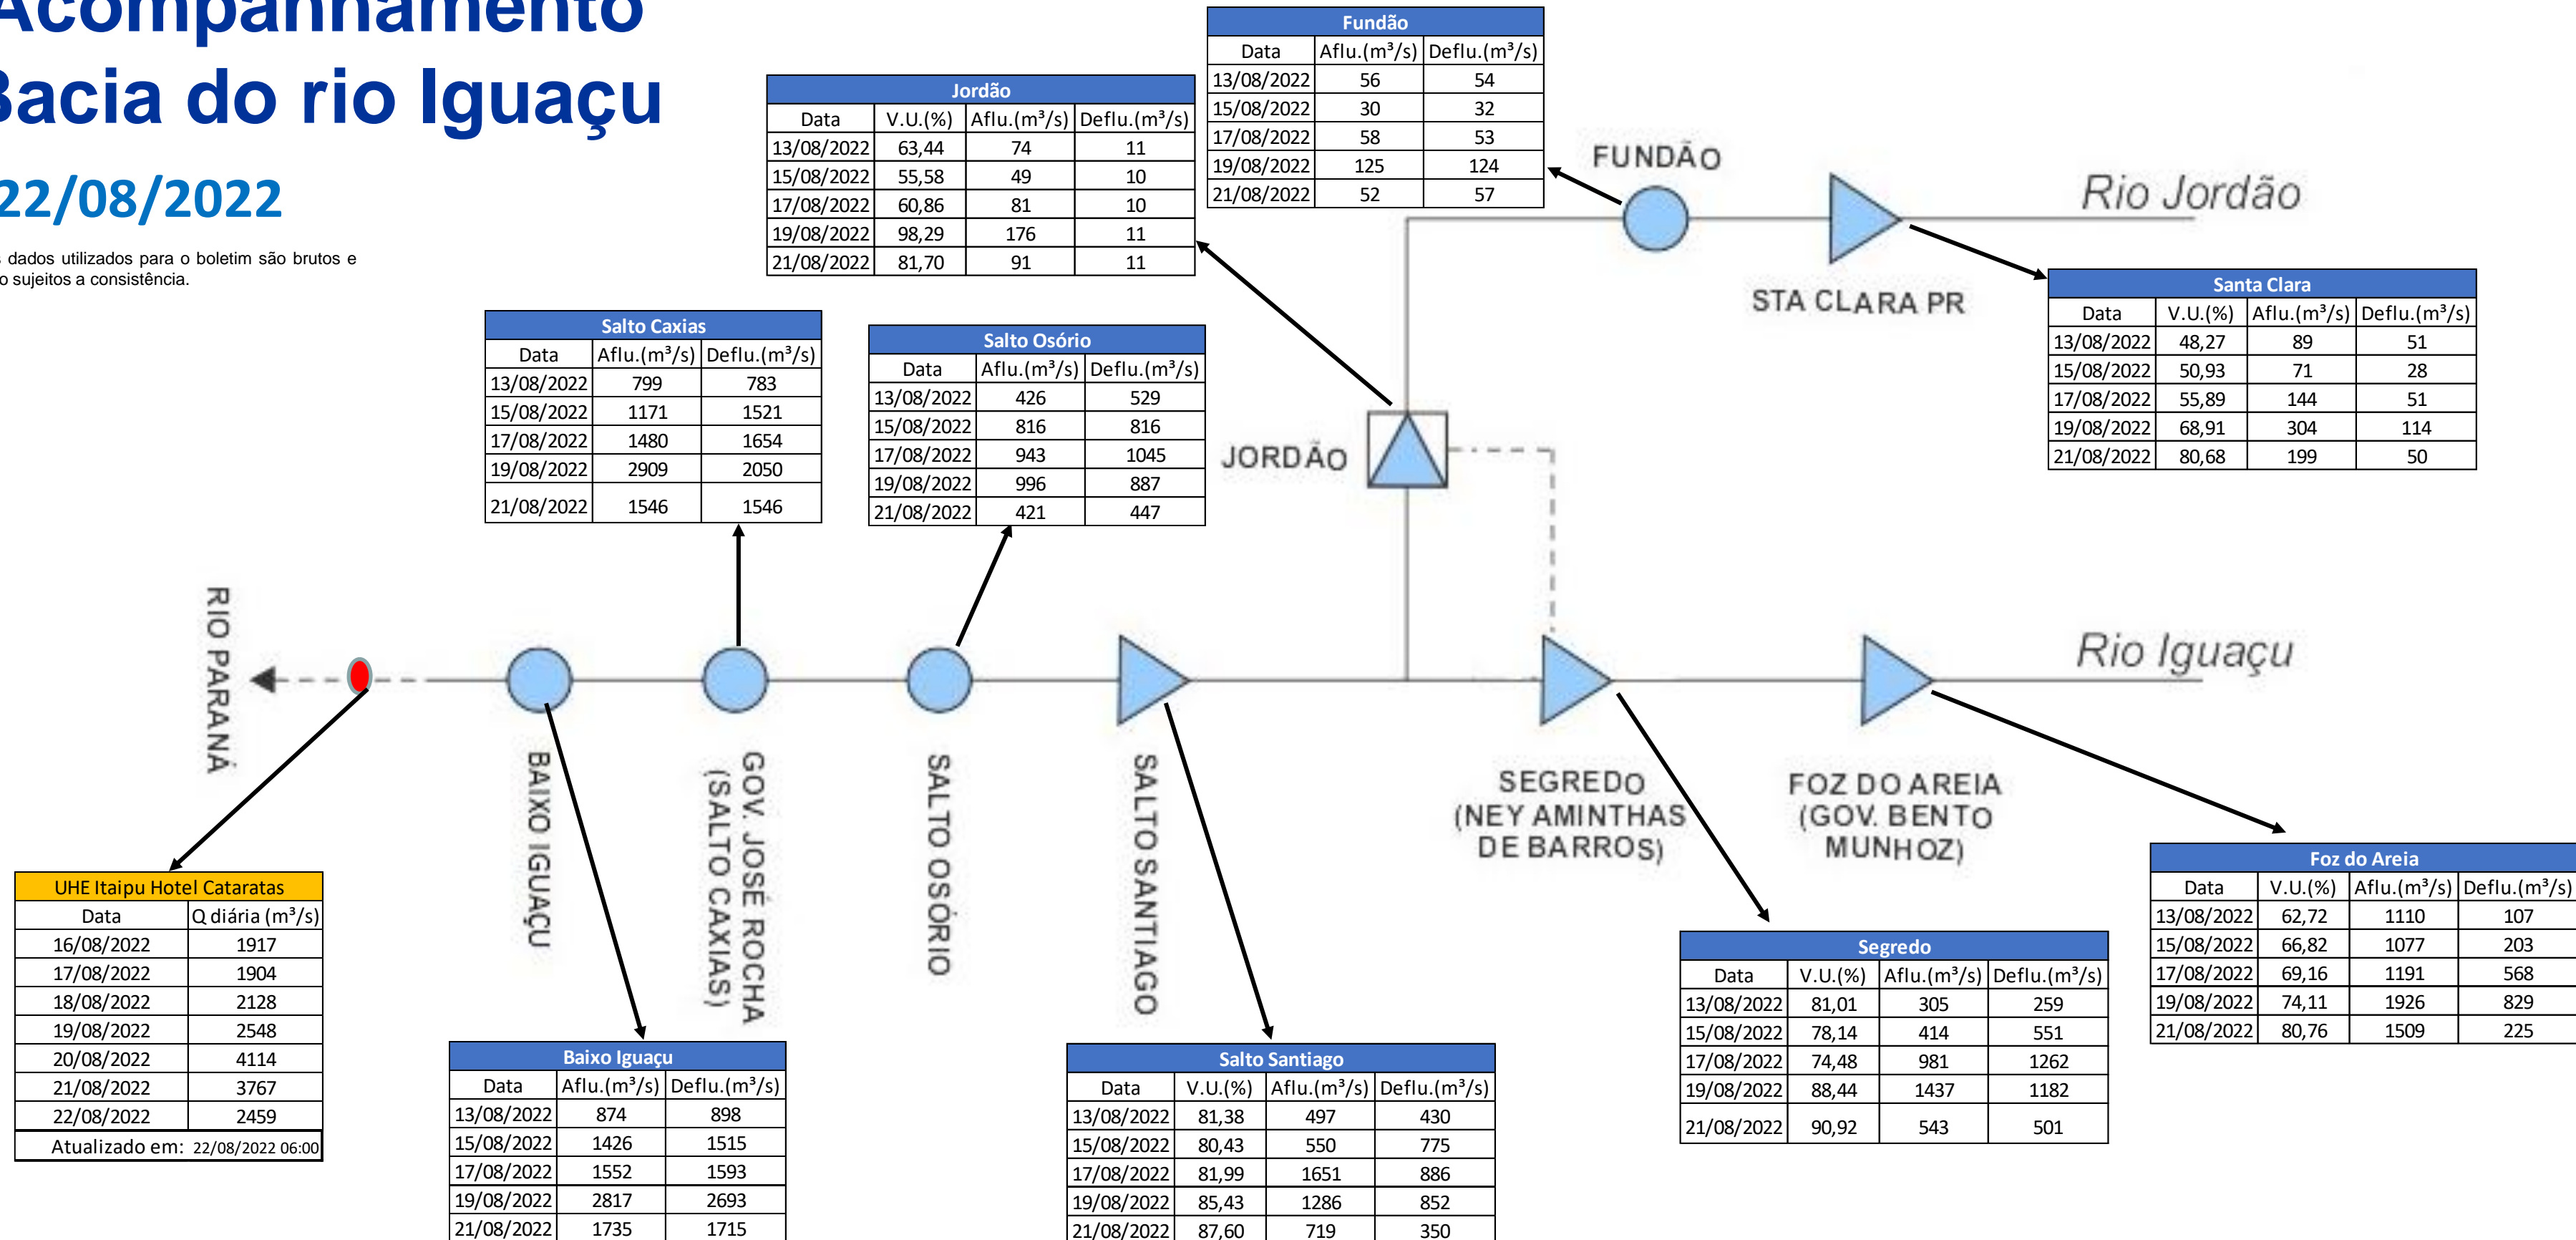 Acompanhamento
Bacia do rio Iguaçu
22/08/2022
s dados utilizados para o boletim são brutos e
o sujeitos a consistência.
Fundão
Data Aflu.(m³/s) Deflu.(m³/s)
13/08/2022 56 54
15/08/2022 30 32
17/08/2022 58 53
19/08/2022 125 124
21/08/2022 52 57
Jordão
Data V.U.(%) Aflu.(m³/s) Deflu.(m³/s)
13/08/2022 63,44 74 11
15/08/2022 55,58 49 10
17/08/2022 60,86 81 10
19/08/2022 98,29 176 11
21/08/2022 81,70 91 11
FUNDÃO
Rio Jordão
STA CLARA PR
Santa Clara
Data V.U.(%) Aflu.(m³/s) Deflu.(m³/s)
13/08/2022 48,27 89 51
15/08/2022 50,93 71 28
17/08/2022 55,89 144 51
19/08/2022 68,91 304 114
21/08/2022 80,68 199 50
Salto Caxias
Data Aflu.(m³/s) Deflu.(m³/s)
13/08/2022 799 783
15/08/2022 1171 1521
17/08/2022 1480 1654
19/08/2022 2909 2050
21/08/2022 1546 1546
Salto Osório
Data Aflu.(m³/s) Deflu.(m³/s)
13/08/2022 426 529
15/08/2022 816 816
17/08/2022 943 1045
19/08/2022 996 887
21/08/2022 421 447
JORDÃO
RIO PARANÁ
Rio Iguaçu
BAIXO IGUAÇU
GOV. JOSÉ ROCHA
(SALTO CAXIAS)
SALTO OSÓRIO
SALTO SANTIAGO
SEGREDO
(NEY AMINTHAS
DE BARROS)
FOZ DO AREIA
(GOV. BENTO
MUNHOZ)
UHE Itaipu Hotel Cataratas
Data Q diária (m³/s)
16/08/2022 1917
17/08/2022 1904
18/08/2022 2128
19/08/2022 2548
20/08/2022 4114
21/08/2022 3767
22/08/2022 2459
Atualizado em: 22/08/2022 06:00
Baixo Iguaçu
Data Aflu.(m³/s) Deflu.(m³/s)
13/08/2022 874 898
15/08/2022 1426 1515
17/08/2022 1552 1593
19/08/2022 2817 2693
21/08/2022 1735 1715
Salto Santiago
Data V.U.(%) Aflu.(m³/s) Deflu.(m³/s)
13/08/2022 81,38 497 430
15/08/2022 80,43 550 775
17/08/2022 81,99 1651 886
19/08/2022 85,43 1286 852
21/08/2022 87,60 719 350
Segredo
Data V.U.(%) Aflu.(m³/s) Deflu.(m³/s)
13/08/2022 81,01 305 259
15/08/2022 78,14 414 551
17/08/2022 74,48 981 1262
19/08/2022 88,44 1437 1182
21/08/2022 90,92 543 501
Foz do Areia
Data V.U.(%) Aflu.(m³/s) Deflu.(m³/s)
13/08/2022 62,72 1110 107
15/08/2022 66,82 1077 203
17/08/2022 69,16 1191 568
19/08/2022 74,11 1926 829
21/08/2022 80,76 1509 225